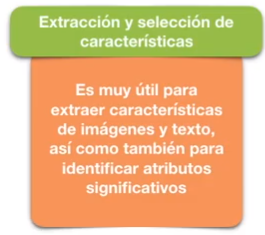 Extracción y selección de
características
Es muy útil para
extraer características
de imágenes y texto,
así como también para
identificar atributos
significativos